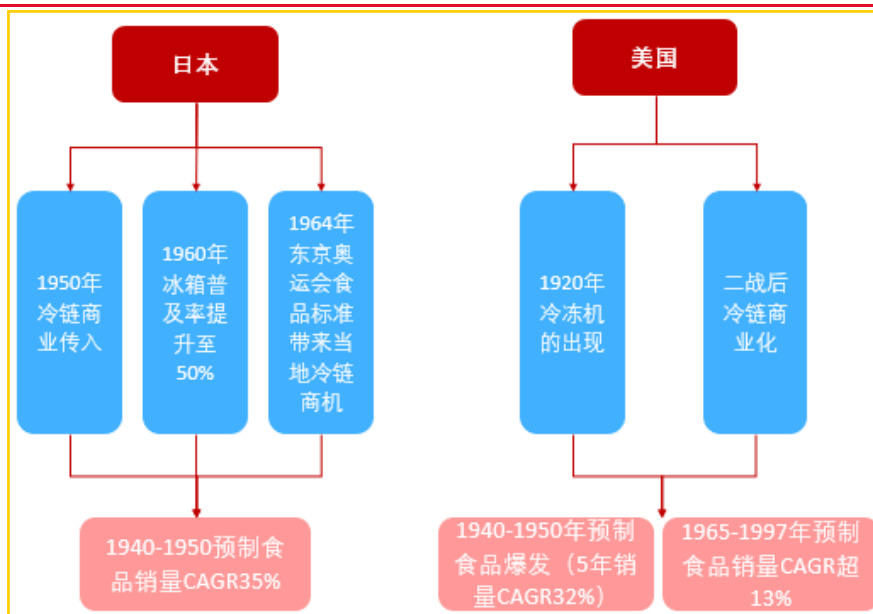 日本
美国
1950年
冷链商
业传入
1960年
冰箱普
及率提
升至
50%
1964年
东京奥
运会食
品标准
带来当
地冷链
商机
1920年
冷冻机
的出现
二战后
冷链商
业化
1940-1950预制食
品销量CAGR35%
1940-1950年预制
食品爆发（5年销
量CAGR32%）
1965-1997年预制
食品销量CAGR超
13%